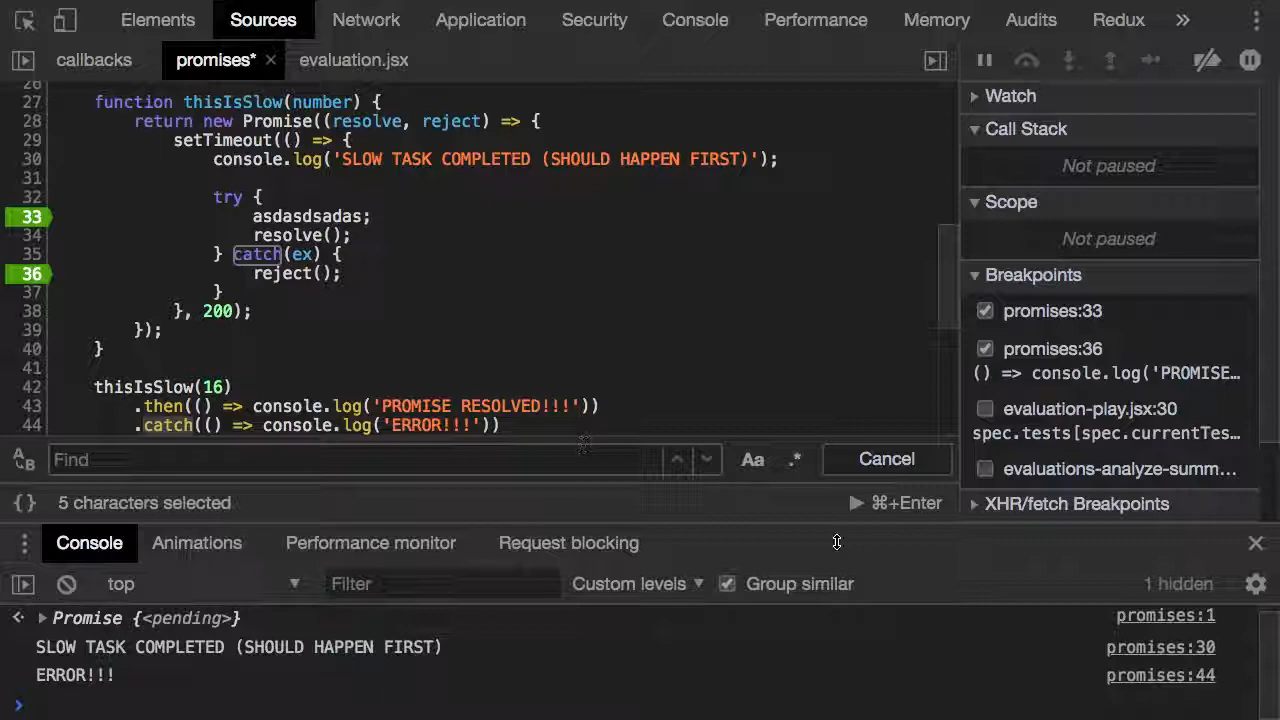 Elements Sources Network Application Security Console Performance Memory Audits Redux »
callbacks promises* × evaluation.jsx
26
27 function thisIsSlow(number) {
28 return new Promise((resolve, reject) => {
29 setTimeout(() => {
30 console.log('SLOW TASK COMPLETED (SHOULD HAPPEN FIRST)');
31
32 try {
33 asdasdsadas;
34 resolve();
35 } catch(ex) {
36 reject();
37 }
38 }, 200);
39 });
40 }
41
42 thisIsSlow(16)
43 .then(() => console.log('PROMISE RESOLVED!!!'))
44 .catch(() => console.log('ERROR!!!'))
Watch
Call Stack
Not paused
Scope
Not paused
Breakpoints
promises:33
promises:36
() => console.log('PROMISE…
evaluation-play.jsx:30
spec.tests[spec.currentTes…
evaluations-analyze-summ…
XHR/fetch Breakpoints
Find Aa .* Cancel
{} 5 characters selected ⌘+Enter
Console Animations Performance monitor Request blocking
top Filter Custom levels Group similar 1 hidden
Promise {<pending>} promises:1
SLOW TASK COMPLETED (SHOULD HAPPEN FIRST) promises:30
ERROR!!! promises:44